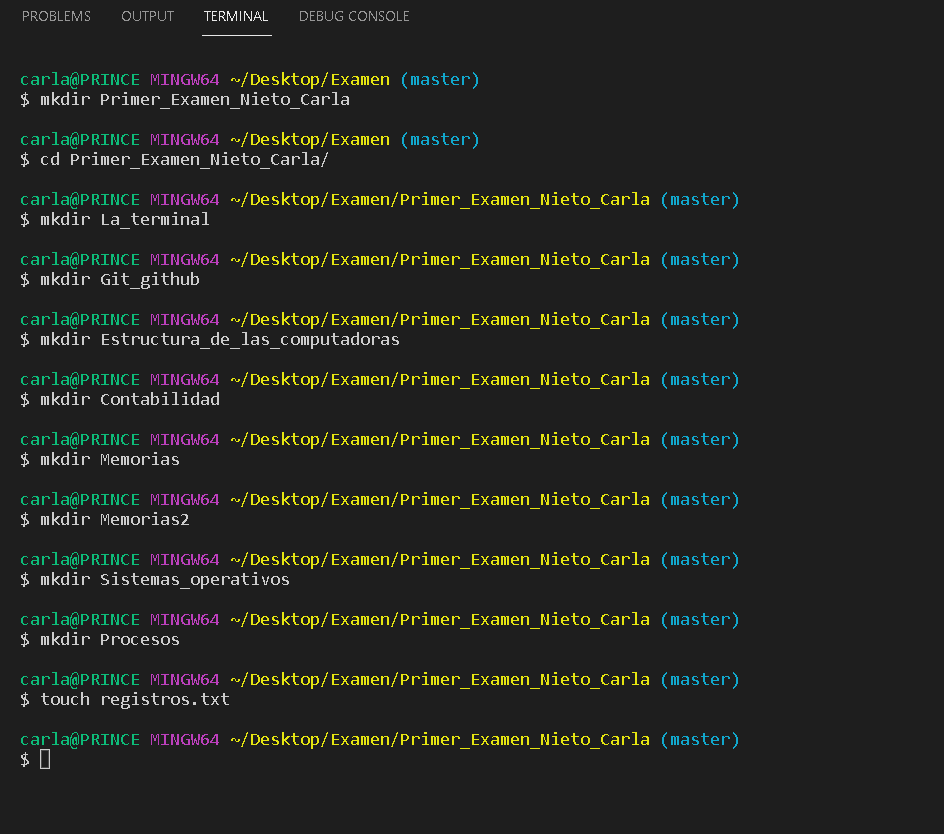 PROBLEMS OUTPUT TERMINAL DEBUG CONSOLE
carla@PRINCE MINGW64 ~/Desktop/Examen (master)
$ mkdir Primer_Examen_Nieto_Carla
carla@PRINCE MINGW64 ~/Desktop/Examen (master)
$ cd Primer_Examen_Nieto_Carla/
carla@PRINCE MINGW64 ~/Desktop/Examen/Primer_Examen_Nieto_Carla (master)
$ mkdir La_terminal
carla@PRINCE MINGW64 ~/Desktop/Examen/Primer_Examen_Nieto_Carla (master)
$ mkdir Git_github
carla@PRINCE MINGW64 ~/Desktop/Examen/Primer_Examen_Nieto_Carla (master)
$ mkdir Estructura_de_las_computadoras
carla@PRINCE MINGW64 ~/Desktop/Examen/Primer_Examen_Nieto_Carla (master)
$ mkdir Contabilidad
carla@PRINCE MINGW64 ~/Desktop/Examen/Primer_Examen_Nieto_Carla (master)
$ mkdir Memorias
carla@PRINCE MINGW64 ~/Desktop/Examen/Primer_Examen_Nieto_Carla (master)
$ mkdir Memorias2
carla@PRINCE MINGW64 ~/Desktop/Examen/Primer_Examen_Nieto_Carla (master)
$ mkdir Sistemas_operativos
carla@PRINCE MINGW64 ~/Desktop/Examen/Primer_Examen_Nieto_Carla (master)
$ mkdir Procesos
carla@PRINCE MINGW64 ~/Desktop/Examen/Primer_Examen_Nieto_Carla (master)
$ touch registros.txt
carla@PRINCE MINGW64 ~/Desktop/Examen/Primer_Examen_Nieto_Carla (master)
$